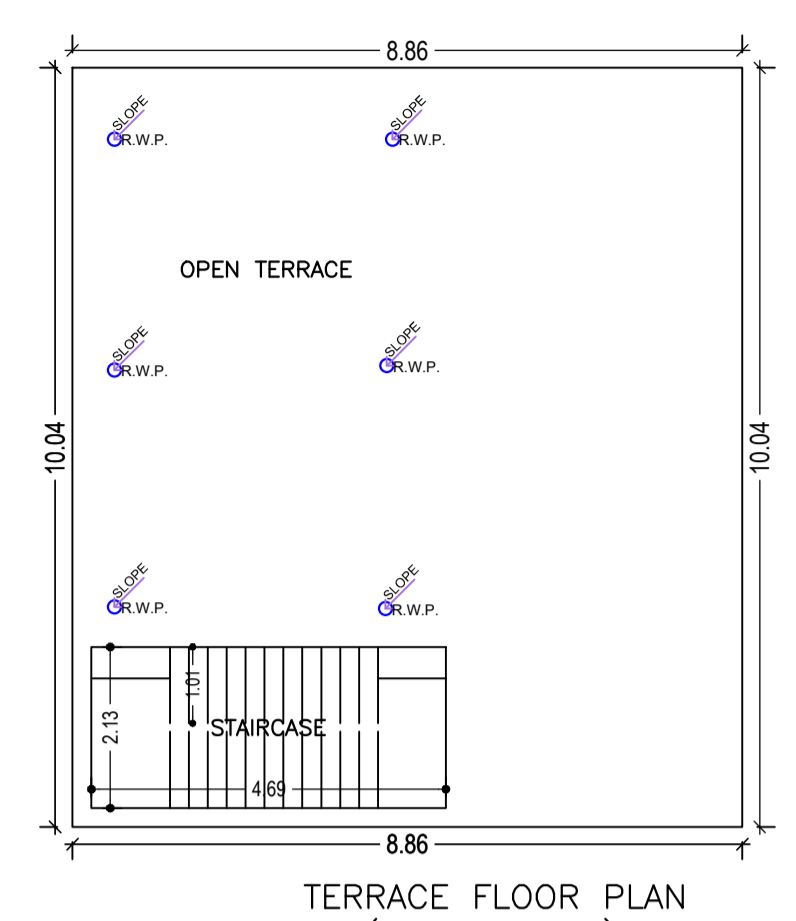 8.86
SLOPE
R.W.P.
SLOPE
R.W.P.
OPEN TERRACE
SLOPE
R.W.P.
SLOPE
R.W.P.
10.04
10.04
SLOPE
R.W.P.
SLOPE
R.W.P.
1.01
2.13
STAIRCASE
4.69
8.86
TERRACE FLOOR PLAN